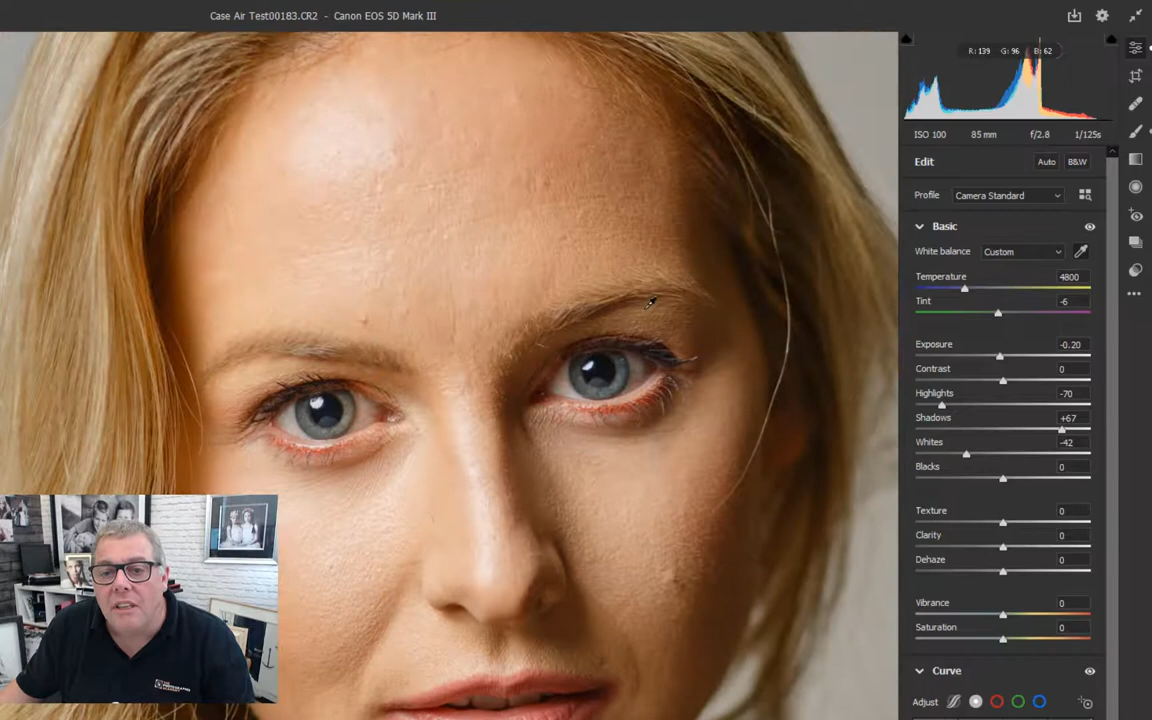 Case Air Test00183.CR2 - Canon EOS 5D Mark III
R: 139 G: 96 B: 62
ISO 100 85 mm f/2.8 1/125s
Edit Auto B&W
Profile Camera Standard
Basic
White balance Custom
Temperature 4800
Tint -6
Exposure -0.20
Contrast 0
Highlights -70
Shadows +67
Whites -42
Blacks 0
Texture 0
Clarity 0
Dehaze 0
Vibrance 0
Saturation 0
Curve
Adjust